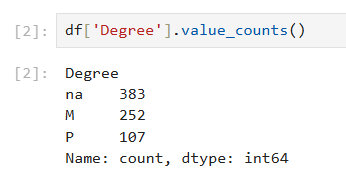 [2]: df['Degree'].value_counts()
[2]: Degree
na    383
M     252
P     107
Name: count, dtype: int64